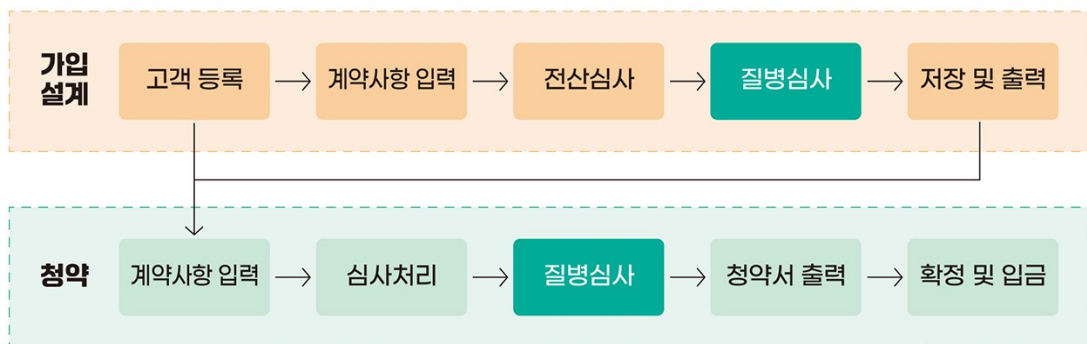 가입
설계
고객 등록
계약사항 입력
전산심사
질병심사
저장 및 출력
청약
계약사항 입력
심사처리
질병심사
청약서 출력
확정 및 입금